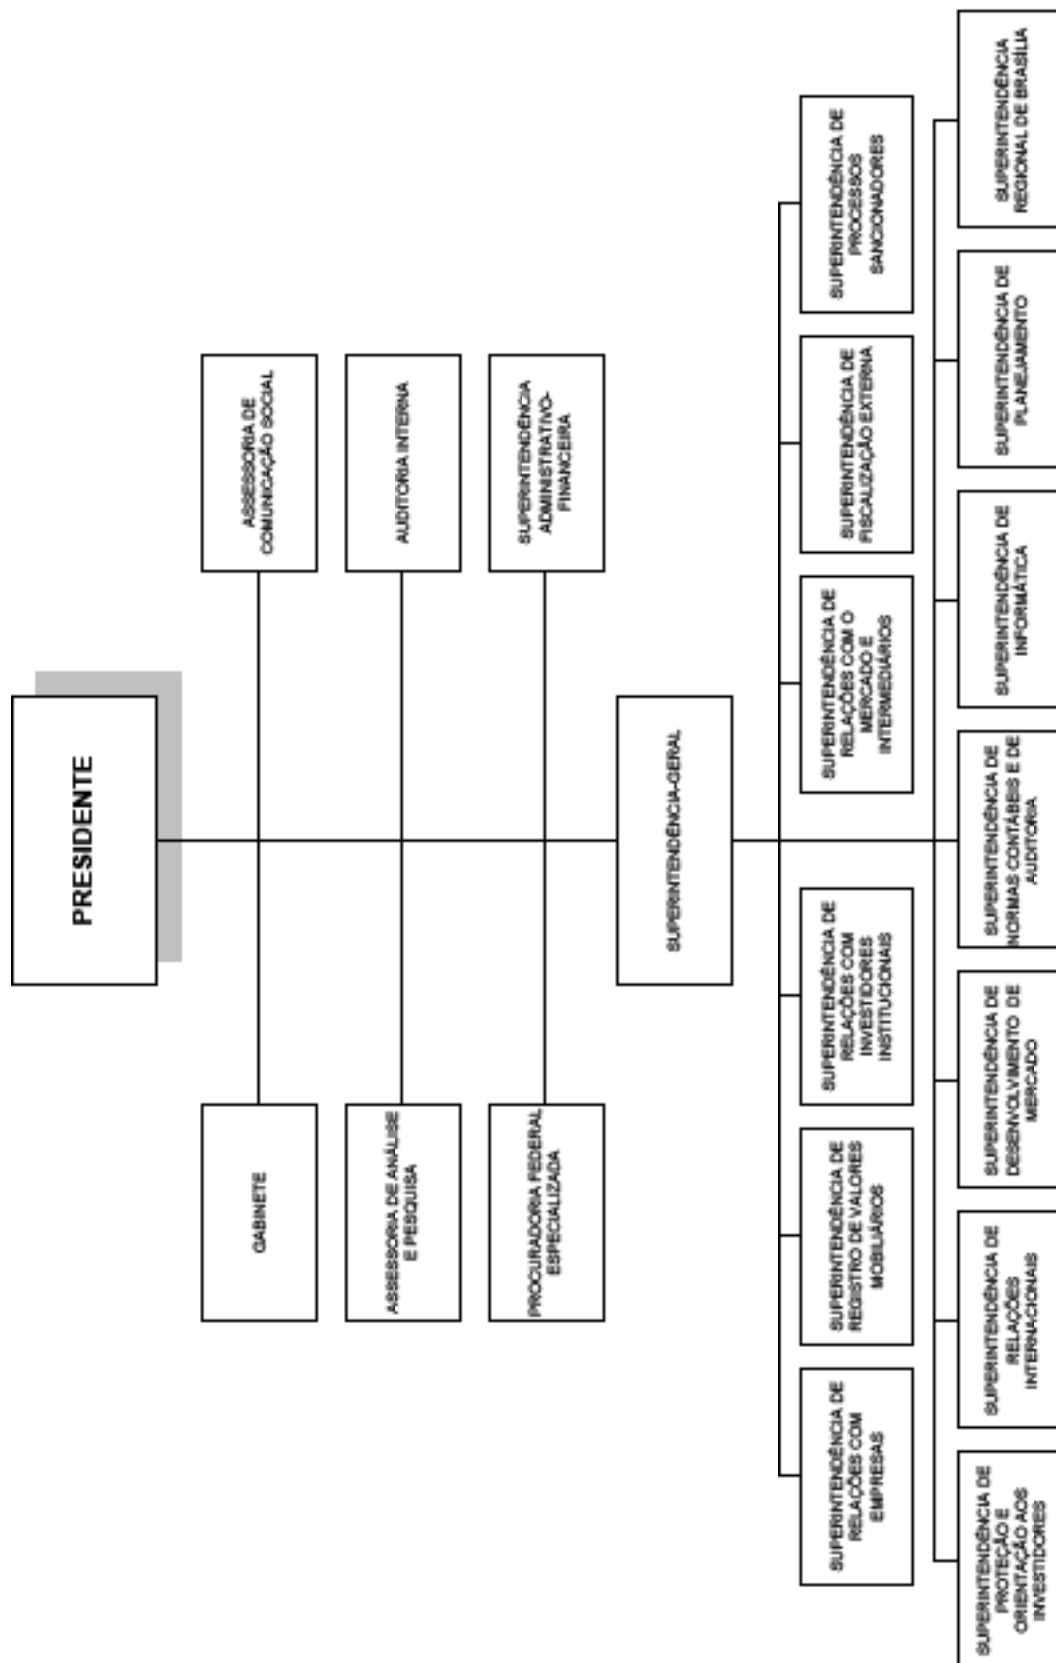 PRESIDENTE
GABINETE
ASSESSORIA DE
COMUNICAÇÃO SOCIAL
ASSESSORIA DE ANÁLISE
E PESQUISA
AUDITORIA INTERNA
PROCURADORIA FEDERAL
ESPECIALIZADA
SUPERINTENDÊNCIA
ADMINISTRATIVO-
FINANCEIRA
SUPERINTENDÊNCIA-GERAL
SUPERINTENDÊNCIA DE
RELAÇÕES COM
EMPRESAS
SUPERINTENDÊNCIA DE
REGISTRO DE VALORES
MOBILIÁRIOS
SUPERINTENDÊNCIA DE
RELAÇÕES COM
INVESTIDORES
INSTITUCIONAIS
SUPERINTENDÊNCIA DE
RELAÇÕES COM O
MERCADO E
INTERMEDIÁRIOS
SUPERINTENDÊNCIA DE
FISCALIZAÇÃO EXTERNA
SUPERINTENDÊNCIA DE
PROCESSOS
SANCIONADORES
SUPERINTENDÊNCIA DE
PROTEÇÃO E
ORIENTAÇÃO AOS
INVESTIDORES
SUPERINTENDÊNCIA DE
RELAÇÕES
INTERNACIONAIS
SUPERINTENDÊNCIA DE
DESENVOLVIMENTO DE
MERCADO
SUPERINTENDÊNCIA DE
NORMAS CONTÁBEIS E DE
AUDITORIA
SUPERINTENDÊNCIA DE
INFORMÁTICA
SUPERINTENDÊNCIA DE
PLANEJAMENTO
SUPERINTENDÊNCIA
REGIONAL DE BRASÍLIA